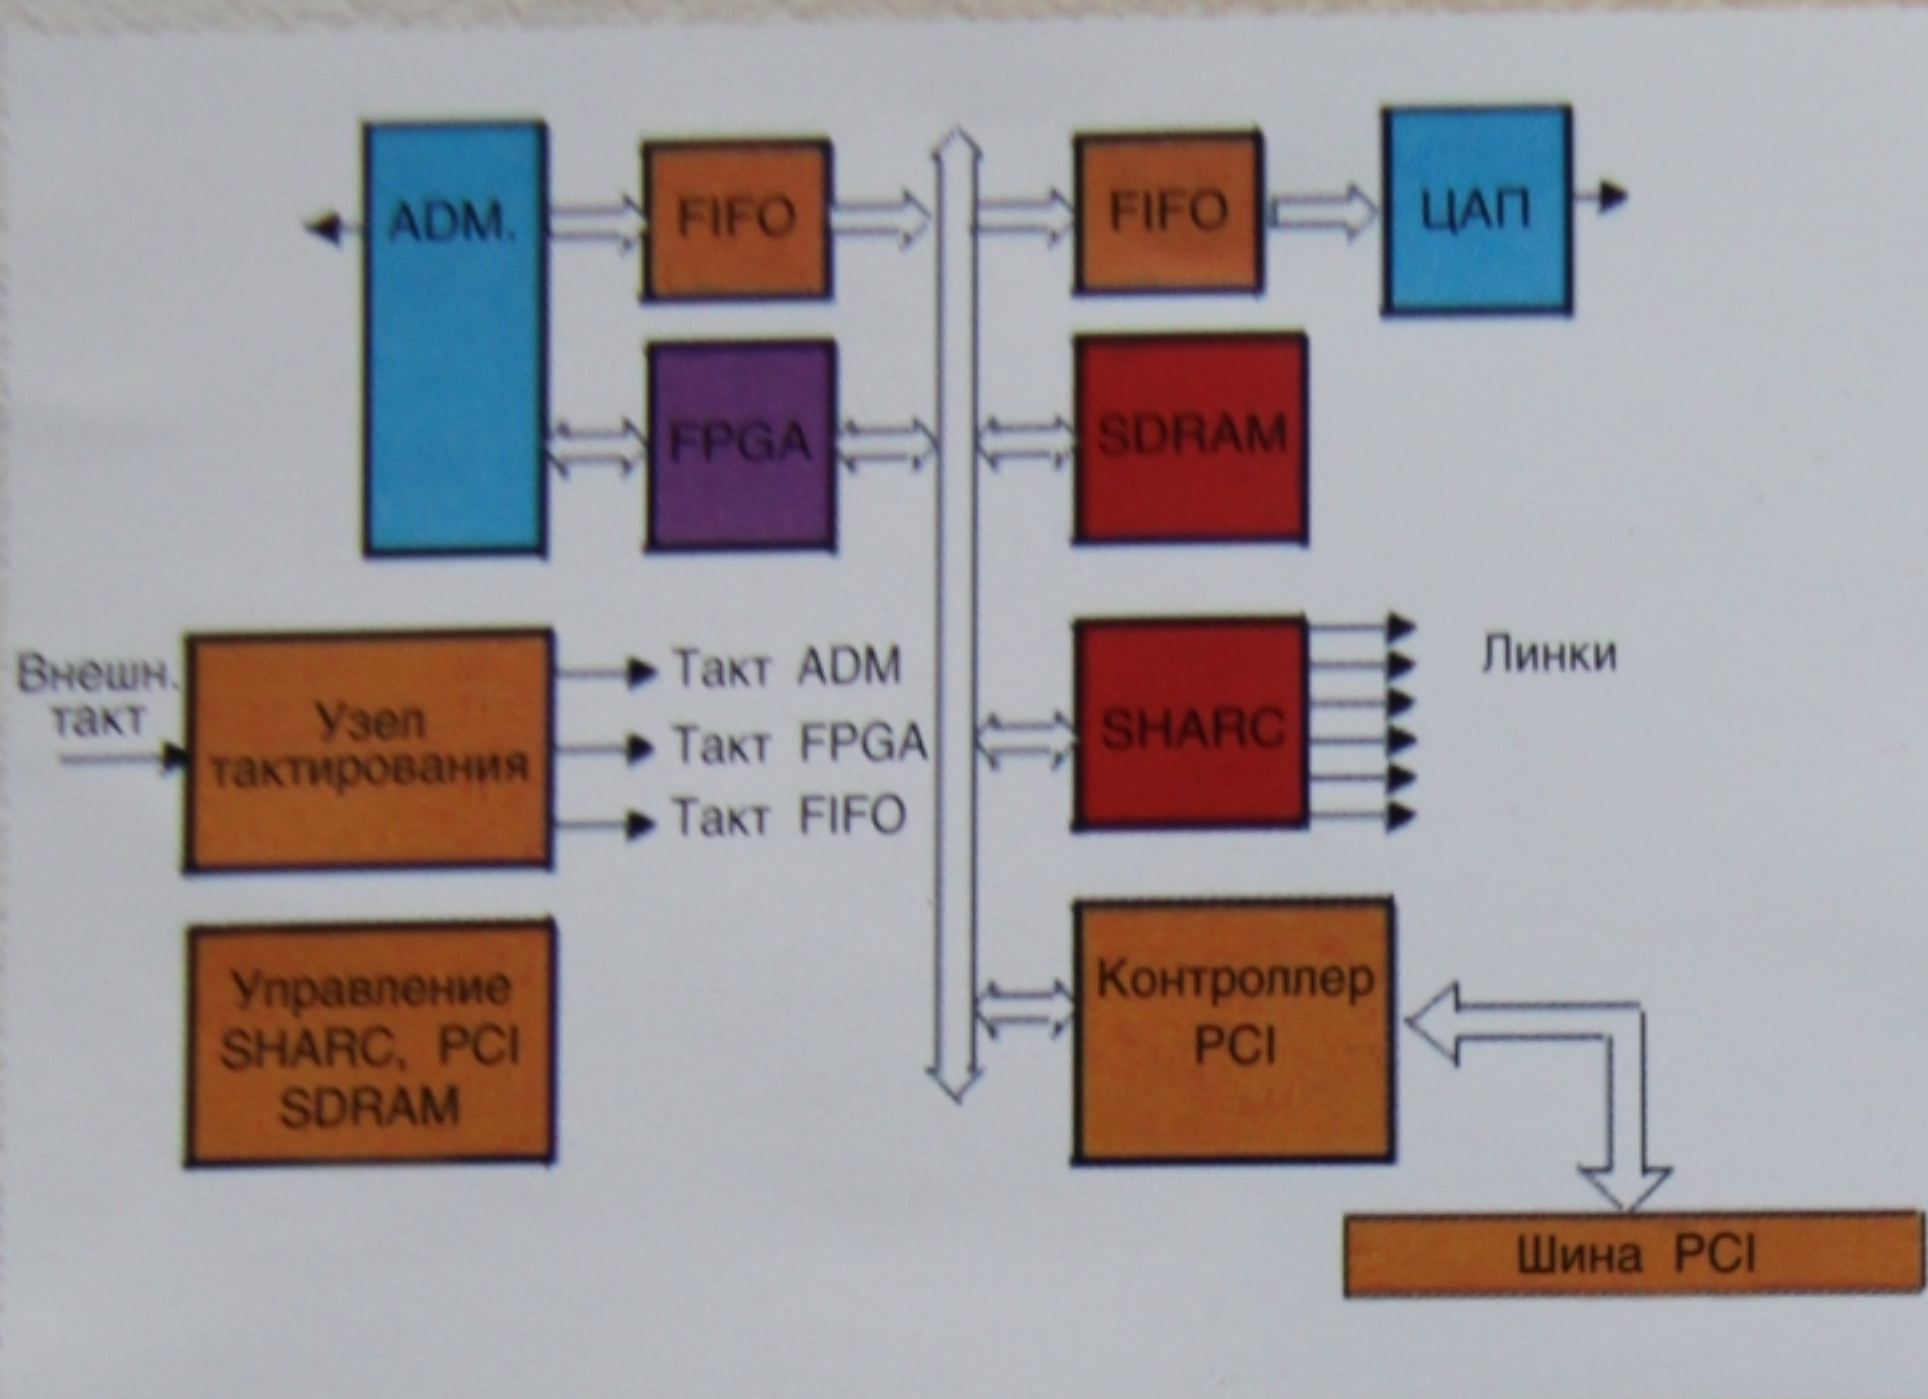 ADM.
FIFO
FIFO
ЦАП
FPGA
SDRAM
Внешн.
такт
Узел
тактирования
Такт ADM
Такт FPGA
Такт FIFO
SHARC
Линки
Управление
SHARC, PCI
SDRAM
Контроллер
PCI
Шина PCI